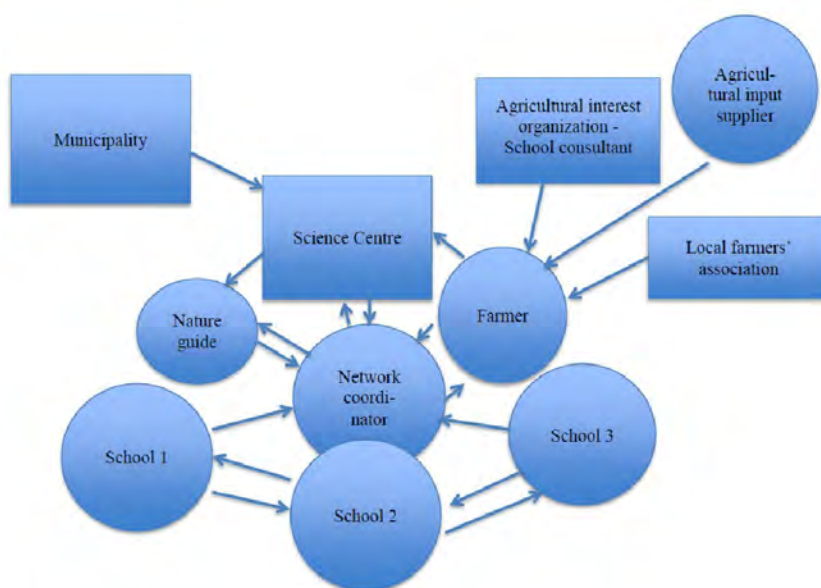 Agricul-
tural input
supplier
Agricultural interest
organization -
School consultant
Municipality
Science Centre
Local farmers'
association
Nature
guide
Farmer
Network
coordi-
nator
School 3
School 1
School 2